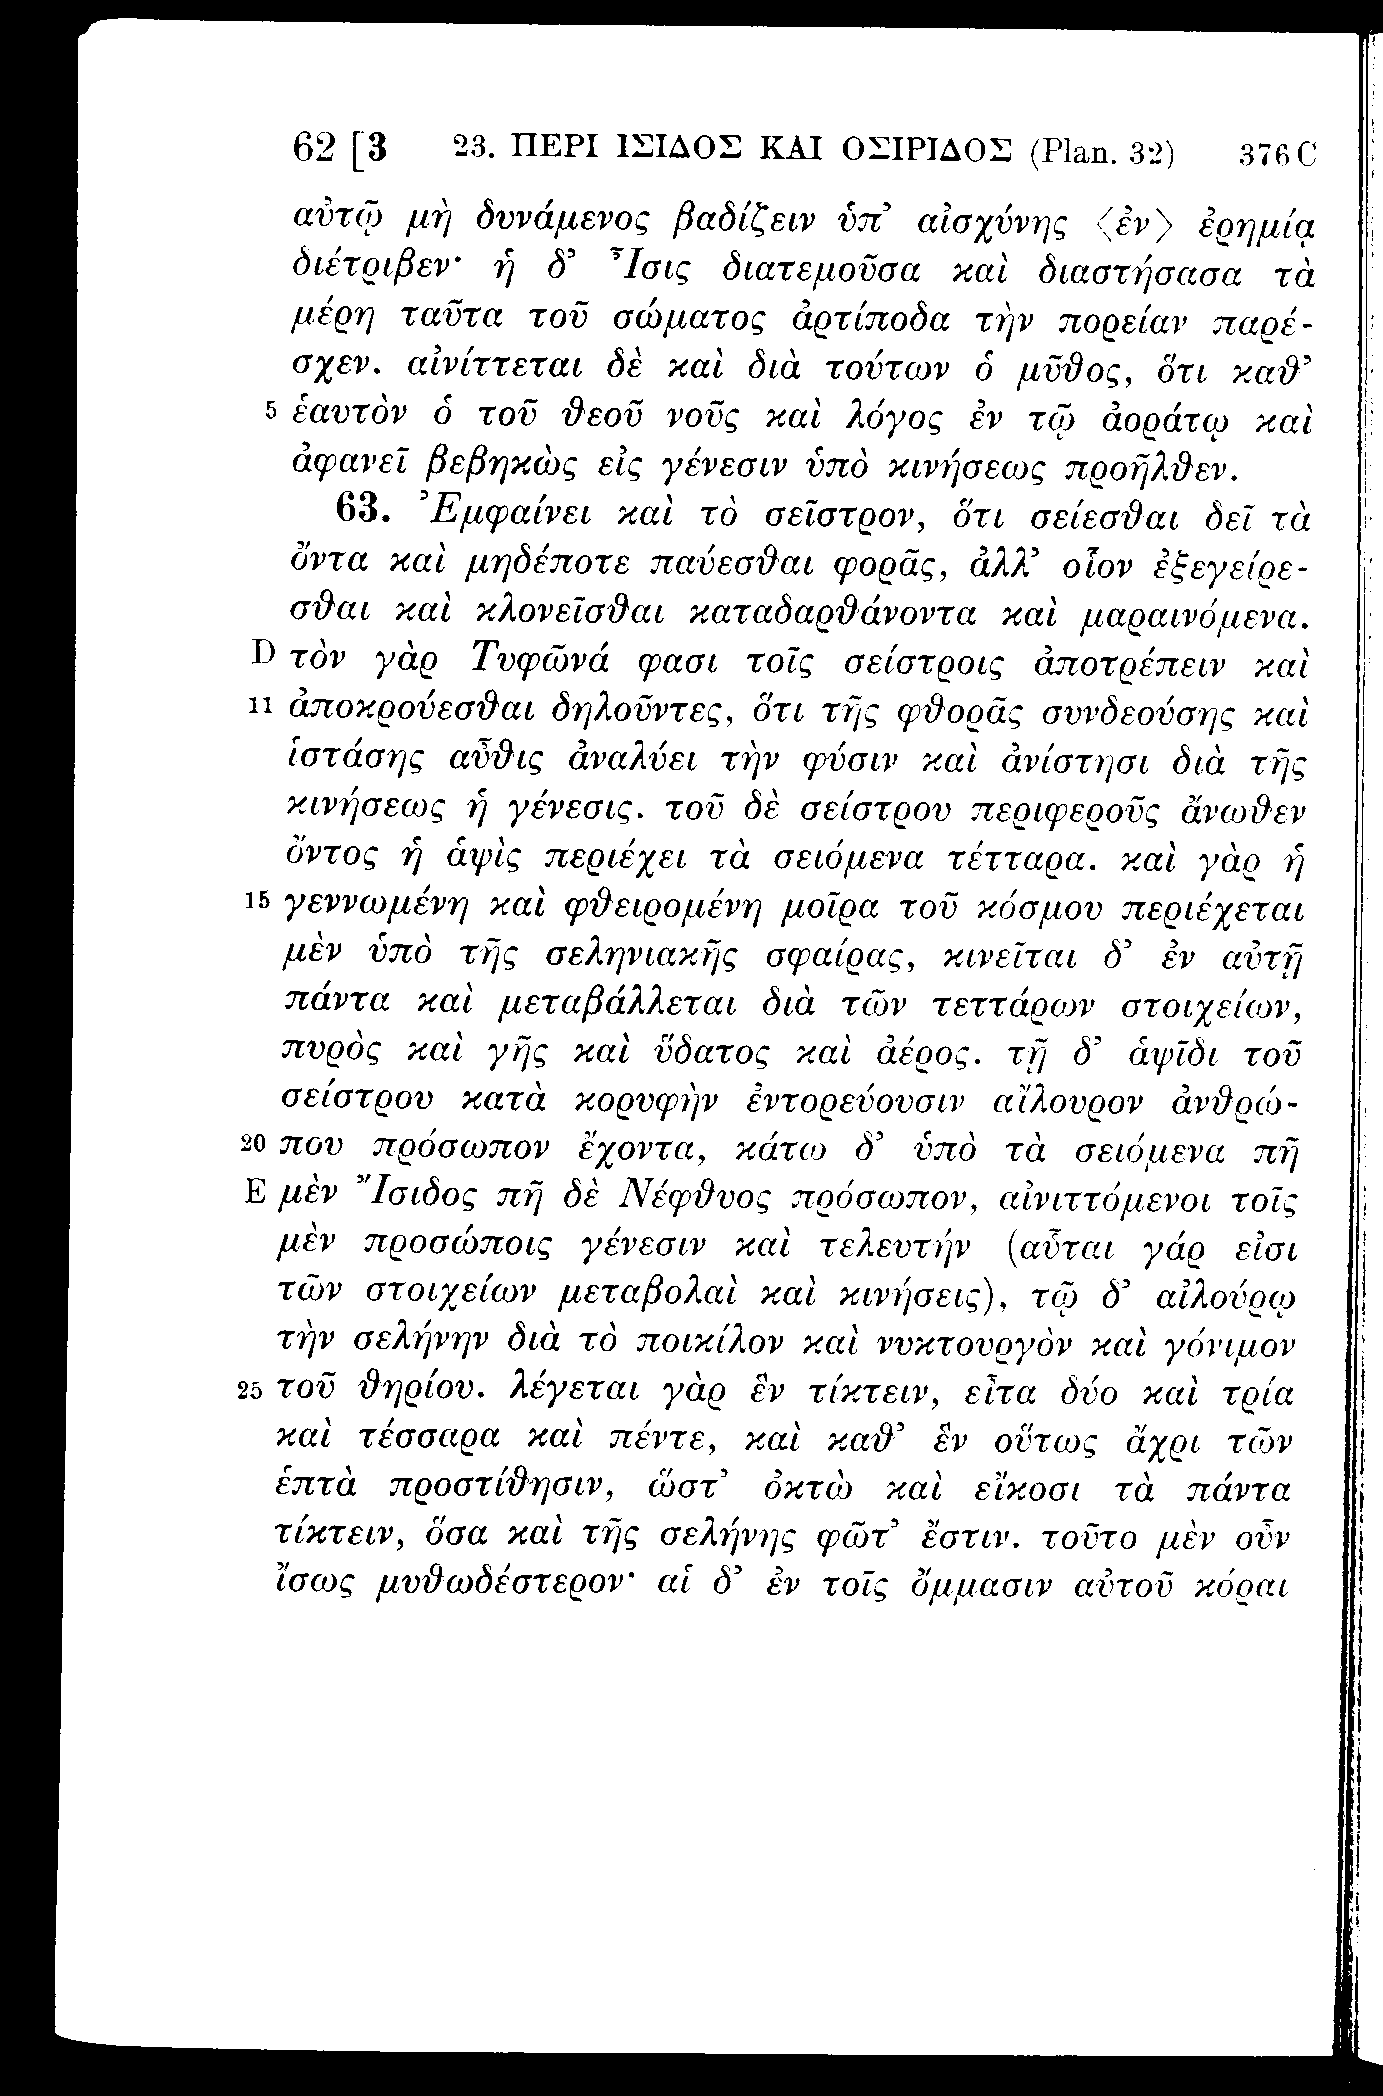 62 [3 23. ΠΕΡΙ ΙΣΙΔΟΣ ΚΑΙ ΟΣΙΡΙΔΟΣ (Plan. 32) 376 C
αὐτῷ μὴ δυνάμενος βαδίζειν ὑπ’ αἰσχύνης ⟨ἐν⟩ ἐρημίᾳ
διέτριβεν· ἡ δ’ Ἶσις διατεμοῦσα καὶ διαστήσασα τὰ
μέρη ταῦτα τοῦ σώματος ἀρτίποδα τὴν πορείαν παρέ-
σχεν. αἰνίττεται δὲ καὶ διὰ τούτων ὁ μῦθος, ὅτι καθ’
5 ἑαυτὸν ὁ τοῦ θεοῦ νοῦς καὶ λόγος ἐν τῷ ἀοράτῳ καὶ
ἀφανεῖ βεβηκὼς εἰς γένεσιν ὑπὸ κινήσεως προῆλθεν.
63. Ἐμφαίνει καὶ τὸ σεῖστρον, ὅτι σείεσθαι δεῖ τὰ
ὄντα καὶ μηδέποτε παύεσθαι φορᾶς, ἀλλ’ οἷον ἐξεγείρε-
σθαι καὶ κλονεῖσθαι καταδαρθάνοντα καὶ μαραινόμενα.
D τὸν γὰρ Τυφῶνά φασι τοῖς σείστροις ἀποτρέπειν καὶ
11 ἀποκρούεσθαι δηλοῦντες, ὅτι τῆς φθορᾶς συνδεούσης καὶ
ἱστάσης αὖθις ἀναλύει τὴν φύσιν καὶ ἀνίστησι διὰ τῆς
κινήσεως ἡ γένεσις. τοῦ δὲ σείστρου περιφεροῦς ἄνωθεν
ὄντος ἡ ἁψὶς περιέχει τὰ σειόμενα τέτταρα. καὶ γὰρ ἡ
15 γεννωμένη καὶ φθειρομένη μοῖρα τοῦ κόσμου περιέχεται
μὲν ὑπὸ τῆς σεληνιακῆς σφαίρας, κινεῖται δ’ ἐν αὐτῇ
πάντα καὶ μεταβάλλεται διὰ τῶν τεττάρων στοιχείων,
πυρὸς καὶ γῆς καὶ ὕδατος καὶ ἀέρος. τῇ δ’ ἁψῖδι τοῦ
σείστρου κατὰ κορυφὴν ἐντορεύουσιν αἴλουρον ἀνθρώ-
20 που πρόσωπον ἔχοντα, κάτω δ’ ὑπὸ τὰ σειόμενα πῆ
E μὲν Ἴσιδος πῆ δὲ Νέφθυος πρόσωπον, αἰνιττόμενοι τοῖς
μὲν προσώποις γένεσιν καὶ τελευτήν (αὗται γάρ εἰσι
τῶν στοιχείων μεταβολαὶ καὶ κινήσεις), τῷ δ’ αἰλούρῳ
τὴν σελήνην διὰ τὸ ποικίλον καὶ νυκτουργὸν καὶ γόνιμον
25 τοῦ θηρίου. λέγεται γὰρ ἓν τίκτειν, εἶτα δύο καὶ τρία
καὶ τέσσαρα καὶ πέντε, καὶ καθ’ ἓν οὕτως ἄχρι τῶν
ἑπτὰ προστίθησιν, ὥστ’ ὀκτὼ καὶ εἴκοσι τὰ πάντα
τίκτειν, ὅσα καὶ τῆς σελήνης φῶτ’ ἔστιν. τοῦτο μὲν οὖν
ἴσως μυθωδέστερον· αἱ δ’ ἐν τοῖς ὄμμασιν αὐτοῦ κόραι